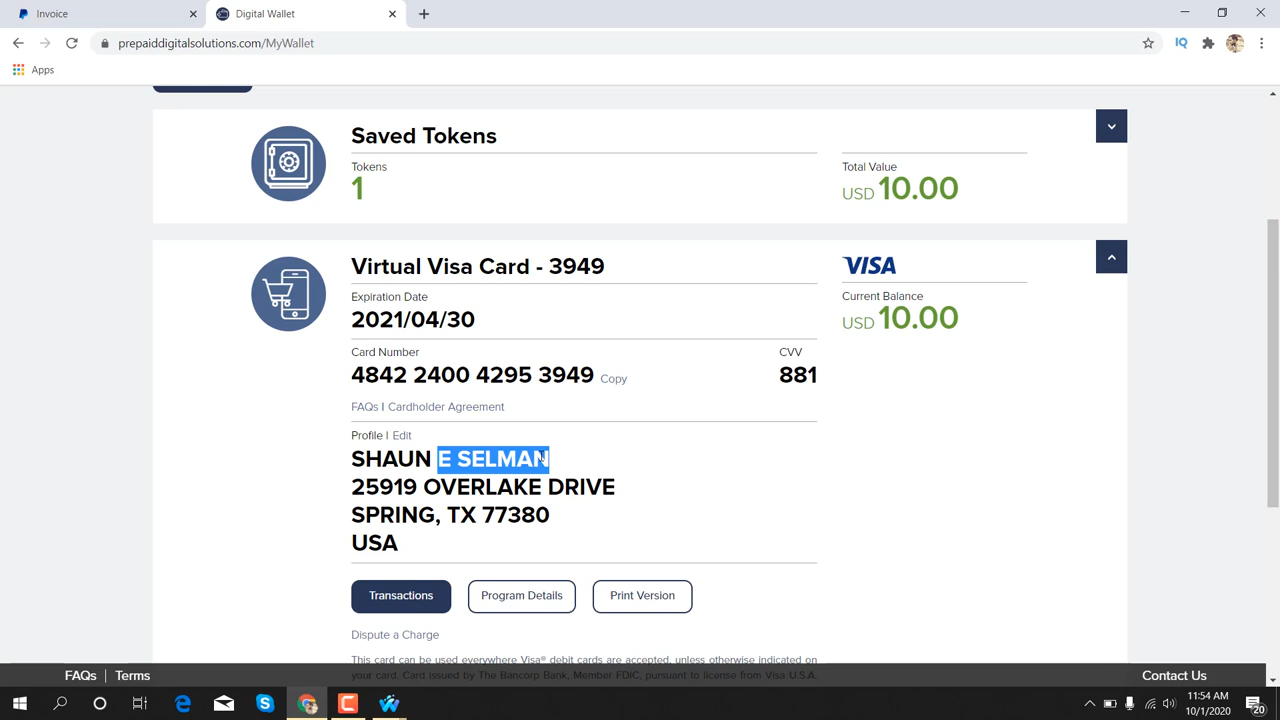 Invoice
Digital Wallet
prepaiddigitalsolutions.com/MyWallet
IQ
Apps
Saved Tokens
Tokens
1
Total Value
USD 10.00
Virtual Visa Card - 3949
VISA
Expiration Date
2021/04/30
Current Balance
USD 10.00
Card Number
CVV
4842 2400 4295 3949 Copy
881
FAQs | Cardholder Agreement
Profile | Edit
SHAUN E SELMAN
25919 OVERLAKE DRIVE
SPRING, TX 77380
USA
Transactions
Program Details
Print Version
Dispute a Charge
This card can be used everywhere Visa® debit cards are accepted, unless otherwise indicated on
your card. Card issued by The Bancorp Bank, Member FDIC, pursuant to license from Visa U.S.A.
FAQs
Terms
Contact Us
11:54 AM
10/1/2020
20